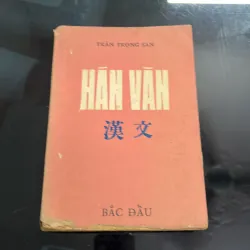 TRẦN TRỌNG SAN
HÁN VĂN
漢文
BẮC ĐẨU